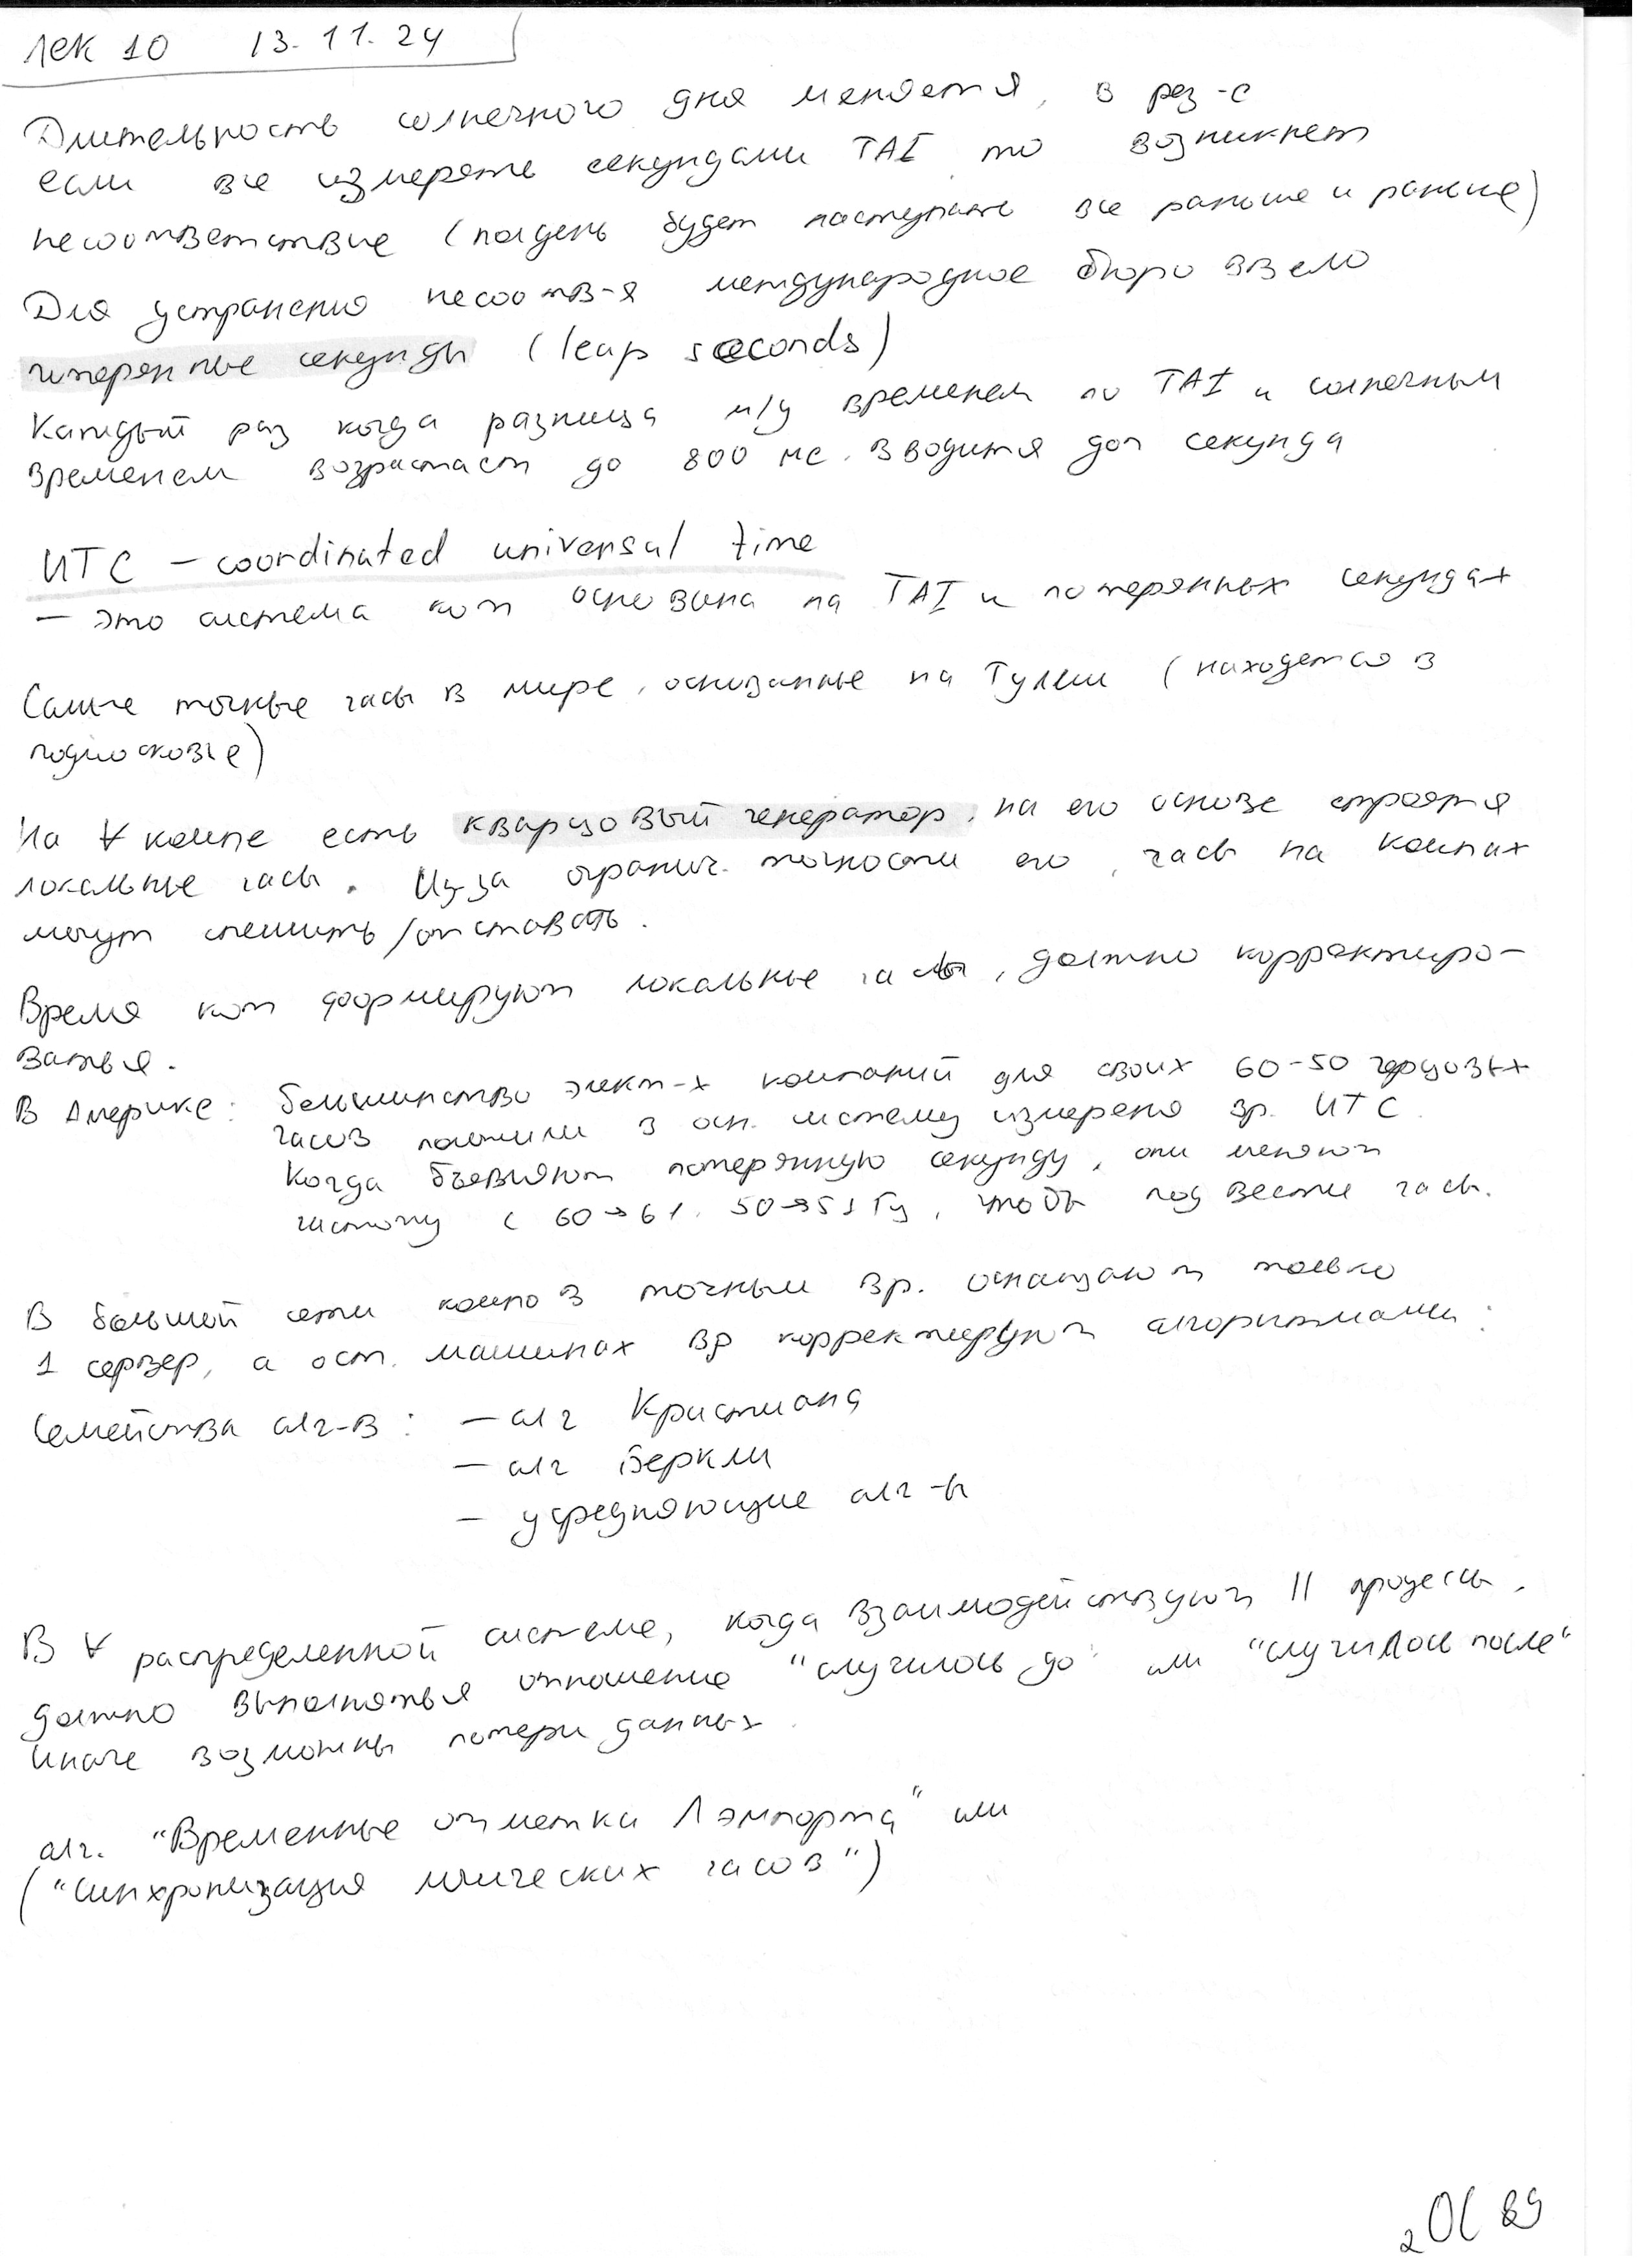 Лек 10 13.11.24
Длительность солнечного дня меняется, в рез-е
если все измерять секундами TAI то возникнет
несоответствие (полдень будет наступать все раньше и раньше)
Для устранения несоотв-я международное бюро ввело
потерянные секунды (leap seconds)
Каждый раз когда разница м/у временем по TAI и солнечным
временем возрастает до 800 мс. вводится доп секунда
UTC — coordinated universal time
— это система кот основана на TAI и потерянных секундах
Самые точные часы в мире, основанные на Тулии (находятся в
подмосковье)
На ∀ компе есть кварцовый генератор, на его основе строятся
локальные часы. Из за огранич. точности его, часы на компах
могут спешить/отставать.
Время кот формируют локальные часы, должно корректиро-
ваться.
В Америке: большинство элект-х компаний для своих 60-50 герцовых
часов положили в осн. систему измерения вр. UTC.
Когда бъевляют потерянную секунду, они меняют
частоту с 60→61, 50→51 Гц, чтобы подвести часы.
В большой сети компов точным вр. оснащают только
1 сервер, а ост. машинах вр корректируют алгоритмами:
Семейства алг-в: — алг Кристиана
— алг Беркли
— усредняющие алг-ы
В ∀ распределенной системе, когда взаимодействуют || процессы,
должно выполняться отношение "случилось до" или "случилось после"
Иначе возможны потери данных.
алг. "Временные отметки Лэмпорта" или
("Синхронизация логических часов")
2 ОС 89